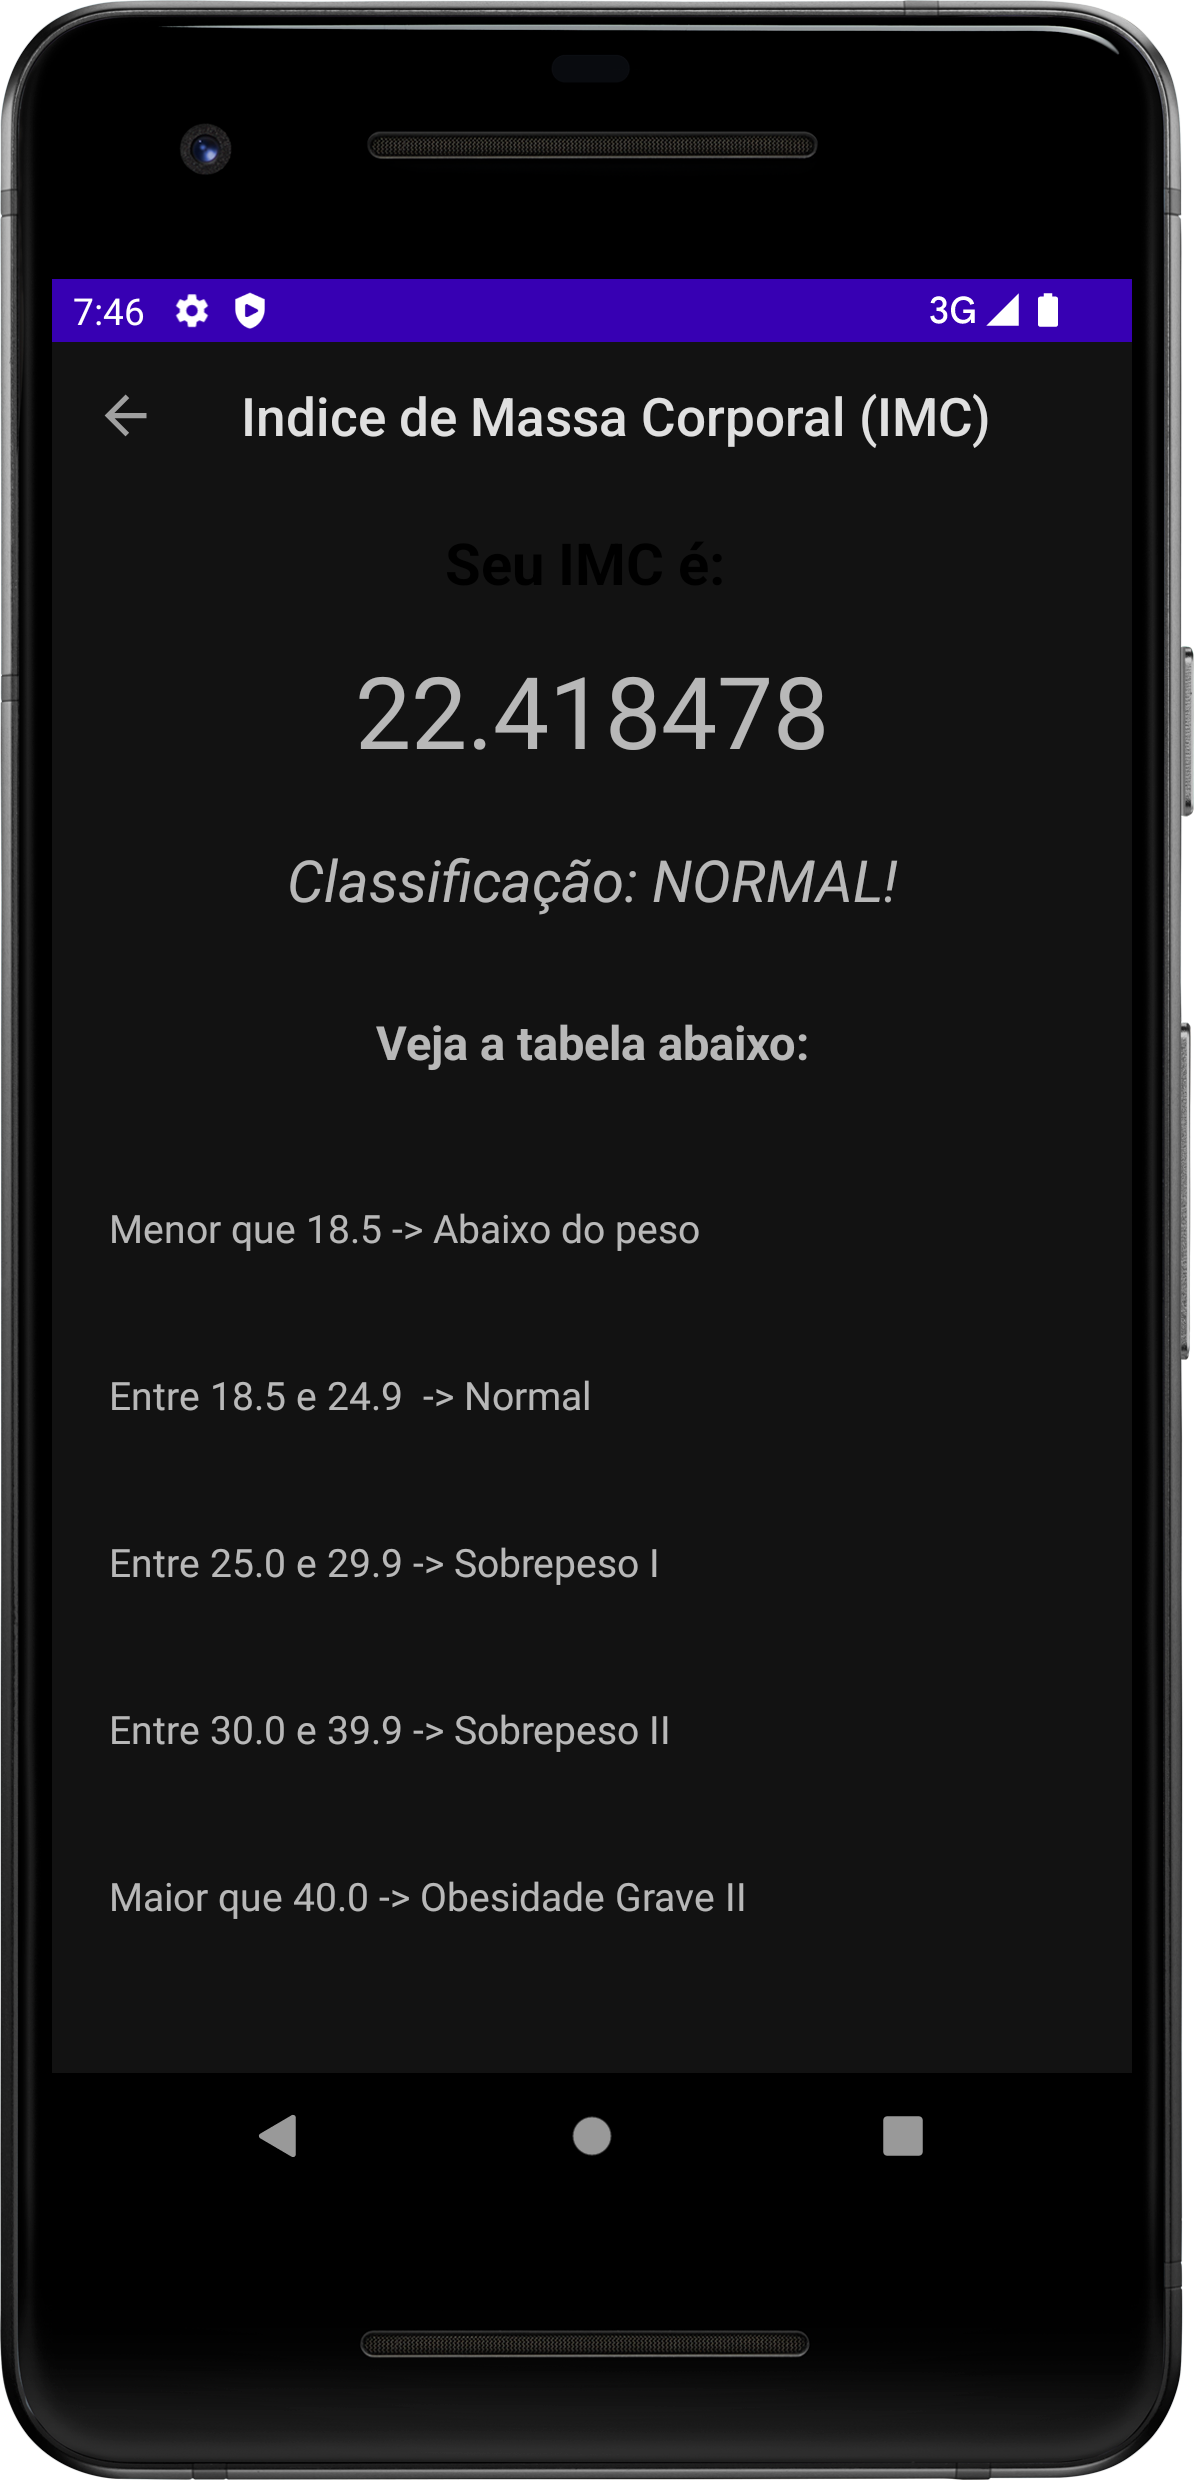 7:46 3G
Indice de Massa Corporal (IMC)
Seu IMC é:
22.418478
Classificação: NORMAL!
Veja a tabela abaixo:
Menor que 18.5 -> Abaixo do peso
Entre 18.5 e 24.9  -> Normal
Entre 25.0 e 29.9 -> Sobrepeso I
Entre 30.0 e 39.9 -> Sobrepeso II
Maior que 40.0 -> Obesidade Grave II